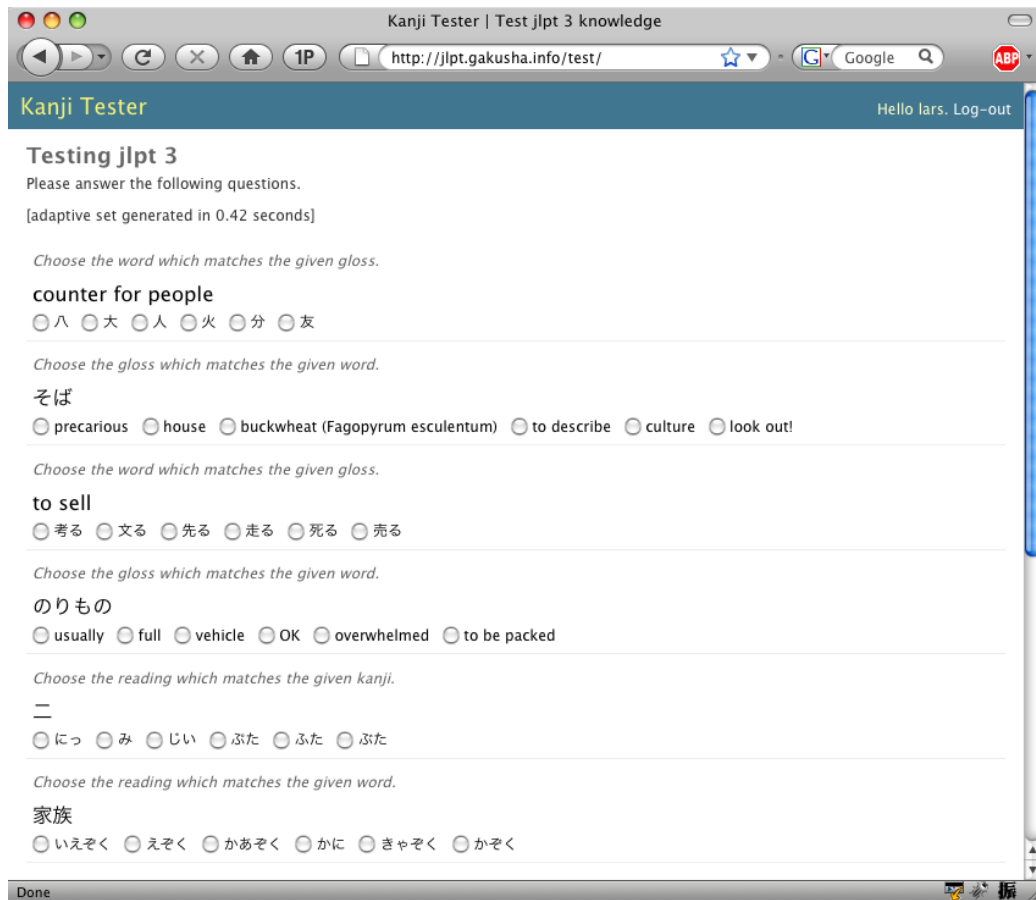 Kanji Tester | Test jlpt 3 knowledge
1P http://jlpt.gakusha.info/test/ G Google ABP
Kanji Tester Hello lars. Log-out
Testing jlpt 3
Please answer the following questions.
[adaptive set generated in 0.42 seconds]
Choose the word which matches the given gloss.
counter for people
八 大 人 火 分 友
Choose the gloss which matches the given word.
そば
precarious house buckwheat (Fagopyrum esculentum) to describe culture look out!
Choose the word which matches the given gloss.
to sell
考る 文る 先る 走る 死る 売る
Choose the gloss which matches the given word.
のりもの
usually full vehicle OK overwhelmed to be packed
Choose the reading which matches the given kanji.
二
にっ み じい ぶた ふた ぷた
Choose the reading which matches the given word.
家族
いえぞく えぞく かあぞく かに きゃぞく かぞく
Done 振